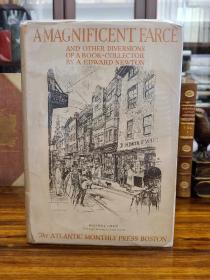 A MAGNIFICENT FARCE
AND OTHER DIVERSIONS
OF A BOOK-COLLECTOR
BY A. EDWARD NEWTON
The ATLANTIC MONTHLY PRESS BOSTON